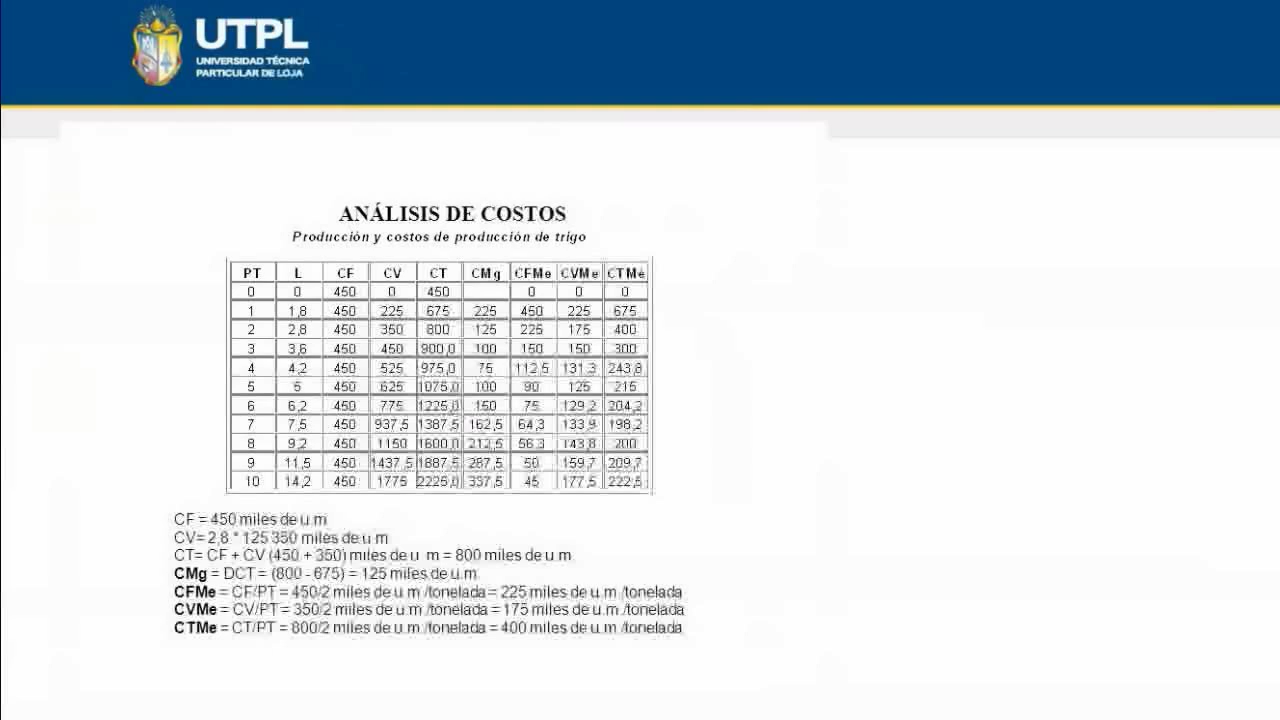 UTPL
UNIVERSIDAD TÉCNICA
PARTICULAR DE LOJA
ANÁLISIS DE COSTOS
Producción y costos de producción de trigo
PT L CF CV CT CMg CFMe CVMe CTMe
0 0 450 0 450 0 0 0
1 1,8 450 225 675 225 450 225 675
2 2,8 450 350 800 125 225 175 400
3 3,6 450 450 900,0 100 150 150 300
4 4,2 450 525 975,0 75 112,5 131,3 243,8
5 5 450 625 1075,0 100 90 125 215
6 6,2 450 775 1225,0 150 75 129,2 204,2
7 7,5 450 937,5 1387,5 162,5 64,3 133,9 198,2
8 9,2 450 1150 1600,0 212,5 56,3 143,8 200
9 11,5 450 1437,5 1887,5 287,5 50 159,7 209,7
10 14,2 450 1775 2225,0 337,5 45 177,5 222,5
CF = 450 miles de u.m
CV= 2,8 * 125 350 miles de u.m
CT= CF + CV (450 + 350) miles de u. m = 800 miles de u.m
CMg = DCT = (800 - 675) = 125 miles de u.m
CFMe = CF/PT = 450/2 miles de u.m /tonelada = 225 miles de u.m /tonelada
CVMe = CV/PT = 350/2 miles de u.m /tonelada = 175 miles de u.m /tonelada
CTMe = CT/PT = 800/2 miles de u.m /tonelada = 400 miles de u.m /tonelada